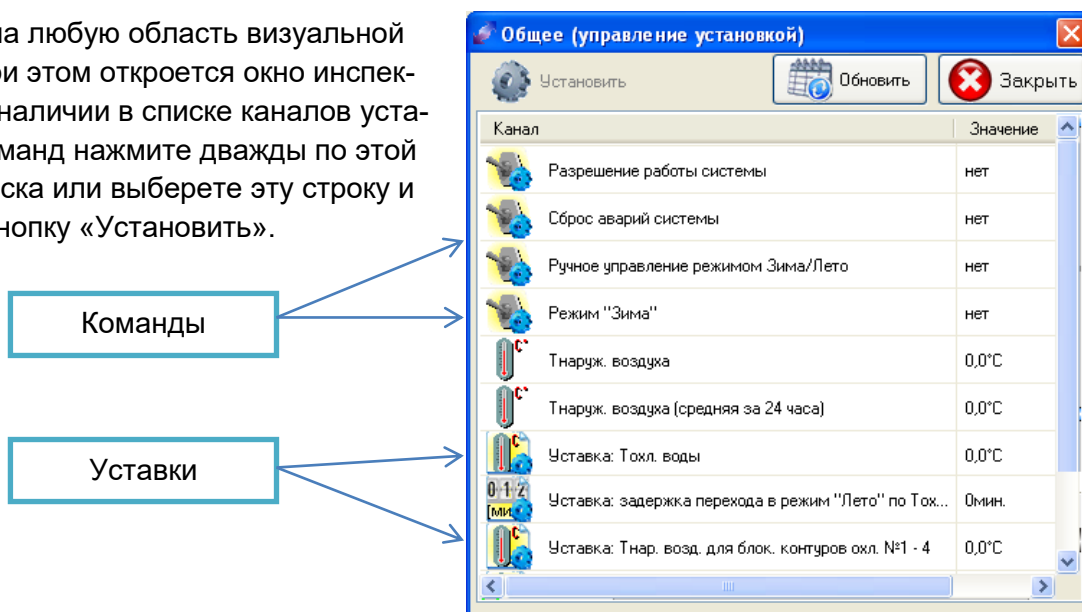 на любую область визуальной
ри этом откроется окно инспек-
наличии в списке каналов уста-
манд нажмите дважды по этой
ска или выберете эту строку и
нопку «Установить».
Команды
Уставки
Общее (управление установкой)
Установить
Обновить
Закрыть
Канал Значение
Разрешение работы системы нет
Сброс аварий системы нет
Ручное управление режимом Зима/Лето нет
Режим "Зима" нет
Тнаруж. воздуха 0,0°C
Тнаруж. воздуха (средняя за 24 часа) 0,0°C
Уставка: Тохл. воды 0,0°C
Уставка: задержка перехода в режим "Лето" по Тох... 0мин.
Уставка: Тнар. возд. для блок. контуров охл. №1 - 4 0,0°C